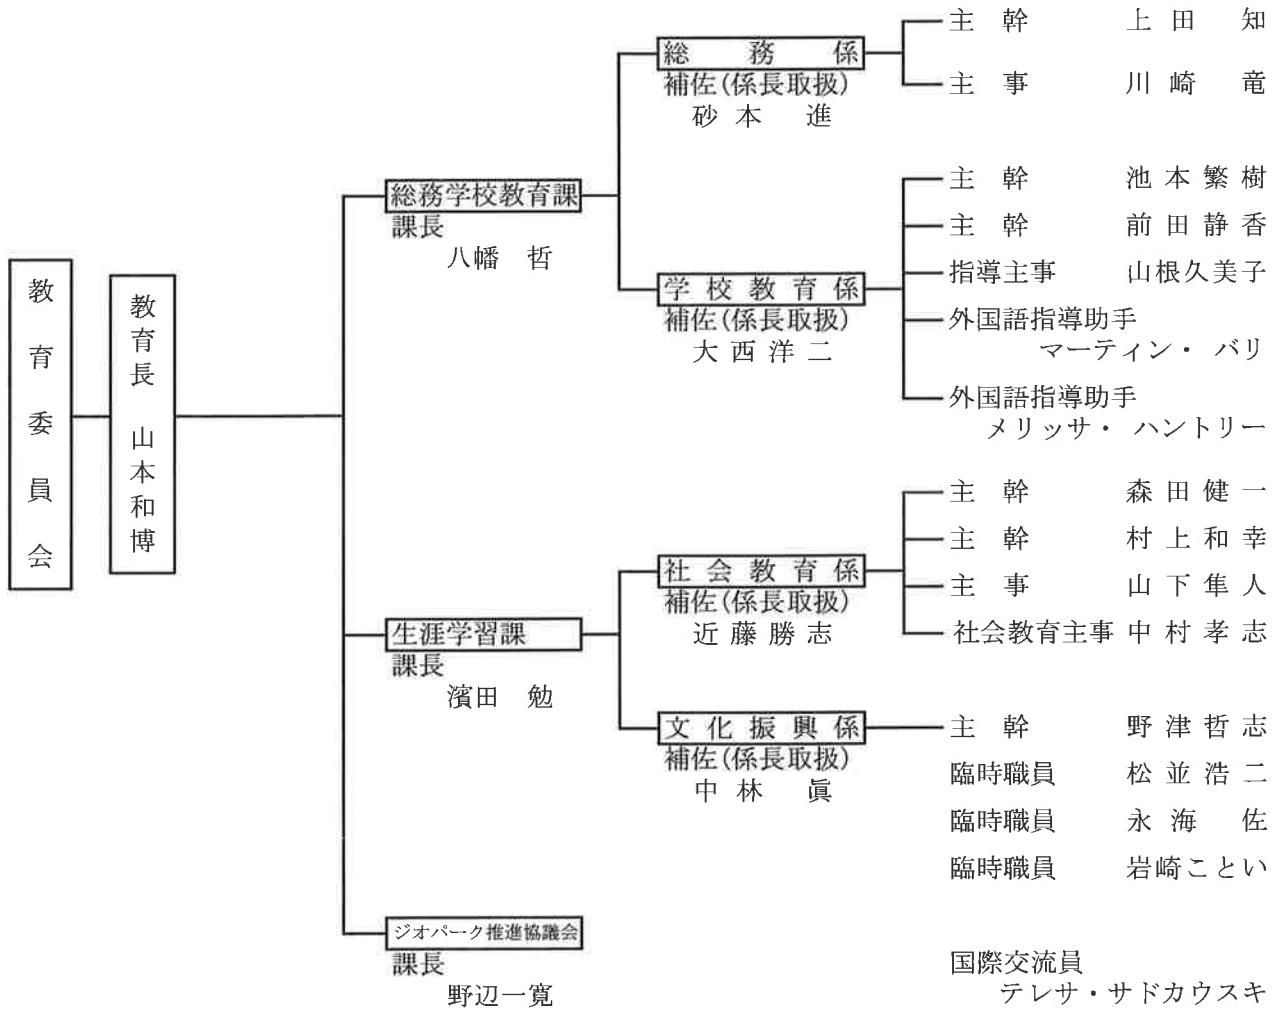 教育委員会
教育長 山本和博
総務学校教育課
課長
八幡 哲
総務係
補佐(係長取扱)
砂本 進
主幹 上田 知
主事 川崎 竜
学校教育係
補佐(係長取扱)
大西洋二
主幹 池本繁樹
主幹 前田静香
指導主事 山根久美子
外国語指導助手
マーティン・ バリ
外国語指導助手
メリッサ・ ハントリー
生涯学習課
課長
濱田 勉
社会教育係
補佐(係長取扱)
近藤勝志
主幹 森田健一
主幹 村上和幸
主事 山下隼人
社会教育主事 中村孝志
文化振興係
補佐(係長取扱)
中林 眞
主幹 野津哲志
臨時職員 松並浩二
臨時職員 永海 佐
臨時職員 岩崎ことい
ジオパーク推進協議会
課長
野辺一寛
国際交流員
テレサ・サドカウスキ